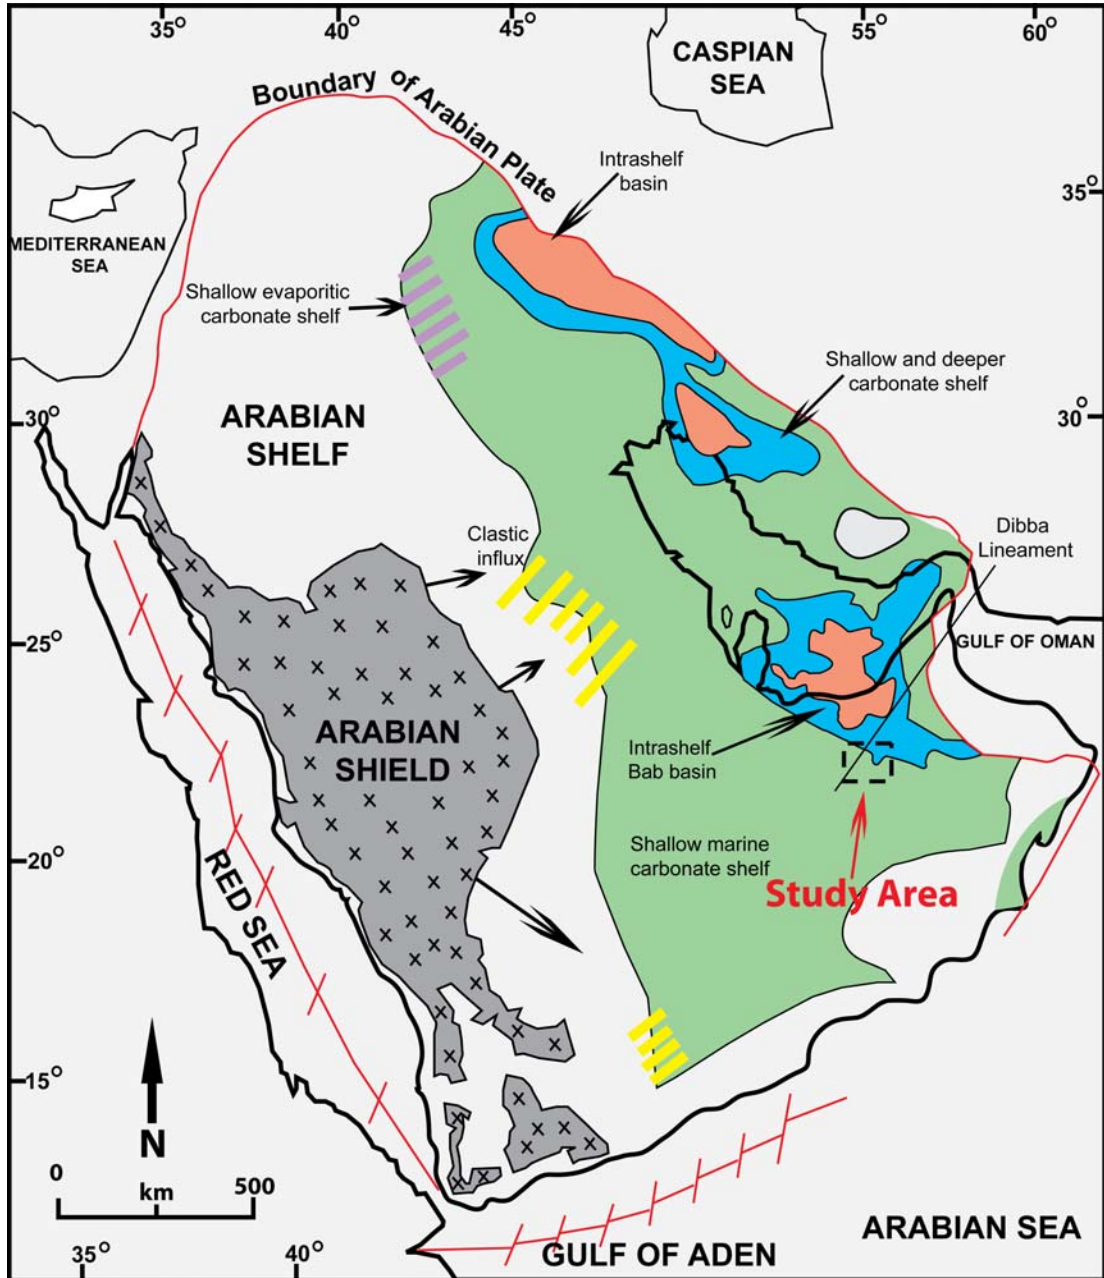 35°
40°
45°
55°
60°
CASPIAN
SEA
Boundary of Arabian Plate
Intrashelf
basin
35°
MEDITERRANEAN
SEA
Shallow evaporitic
carbonate shelf
Shallow and deeper
carbonate shelf
30°
30°
ARABIAN
SHELF
Clastic
influx
Dibba
Lineament
25°
25°
GULF OF OMAN
ARABIAN
SHIELD
Intrashelf
Bab basin
Shallow marine
carbonate shelf
20°
20°
Study Area
RED SEA
15°
15°
N
0
km
500
ARABIAN SEA
35°
40°
GULF OF ADEN